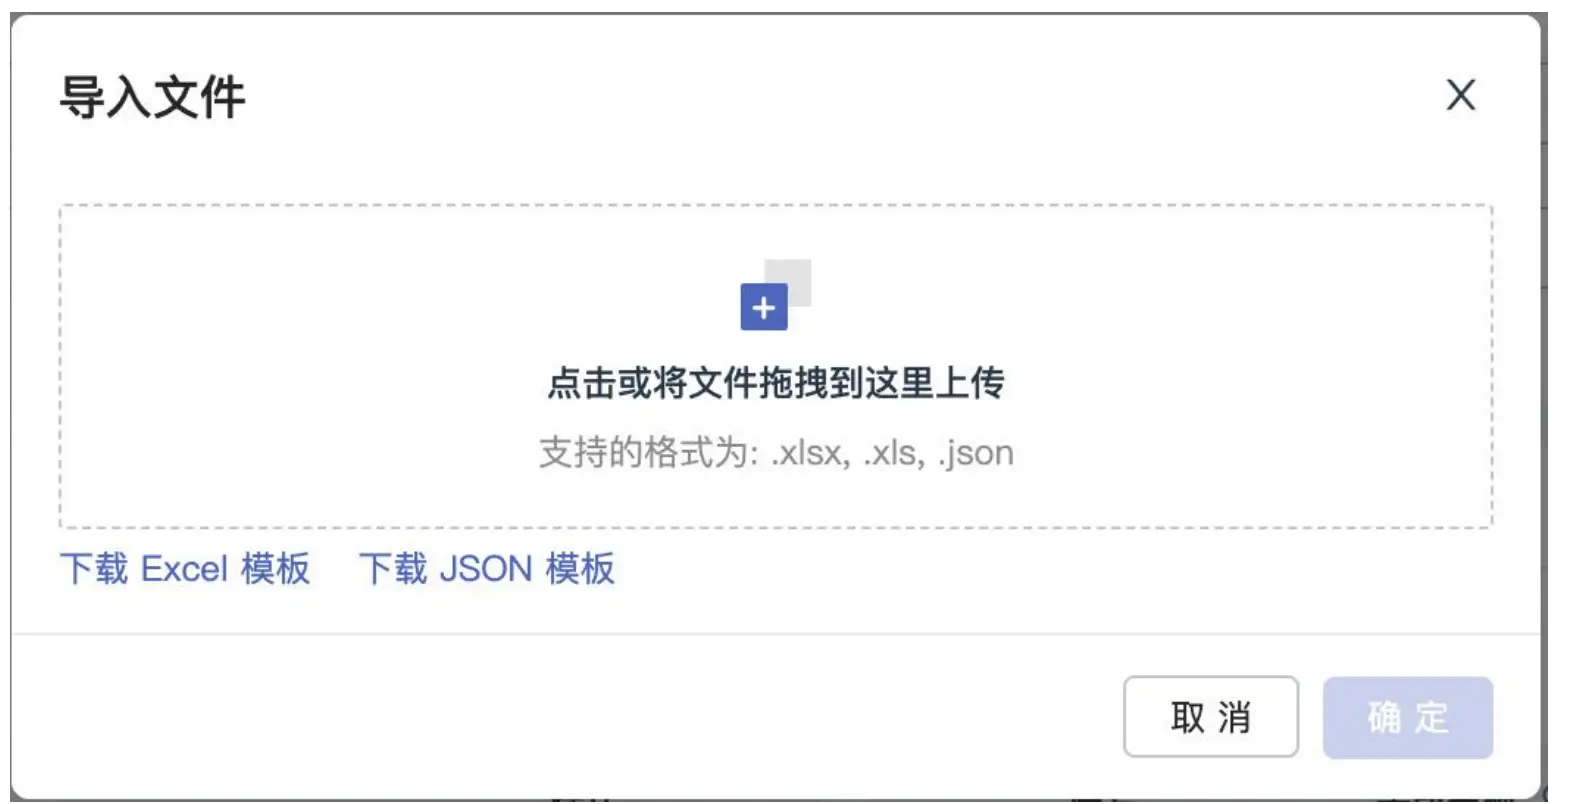 导入文件
点击或将文件拖拽到这里上传
支持的格式为: .xlsx, .xls, .json
下载 Excel 模板 下载 JSON 模板
取 消 确 定